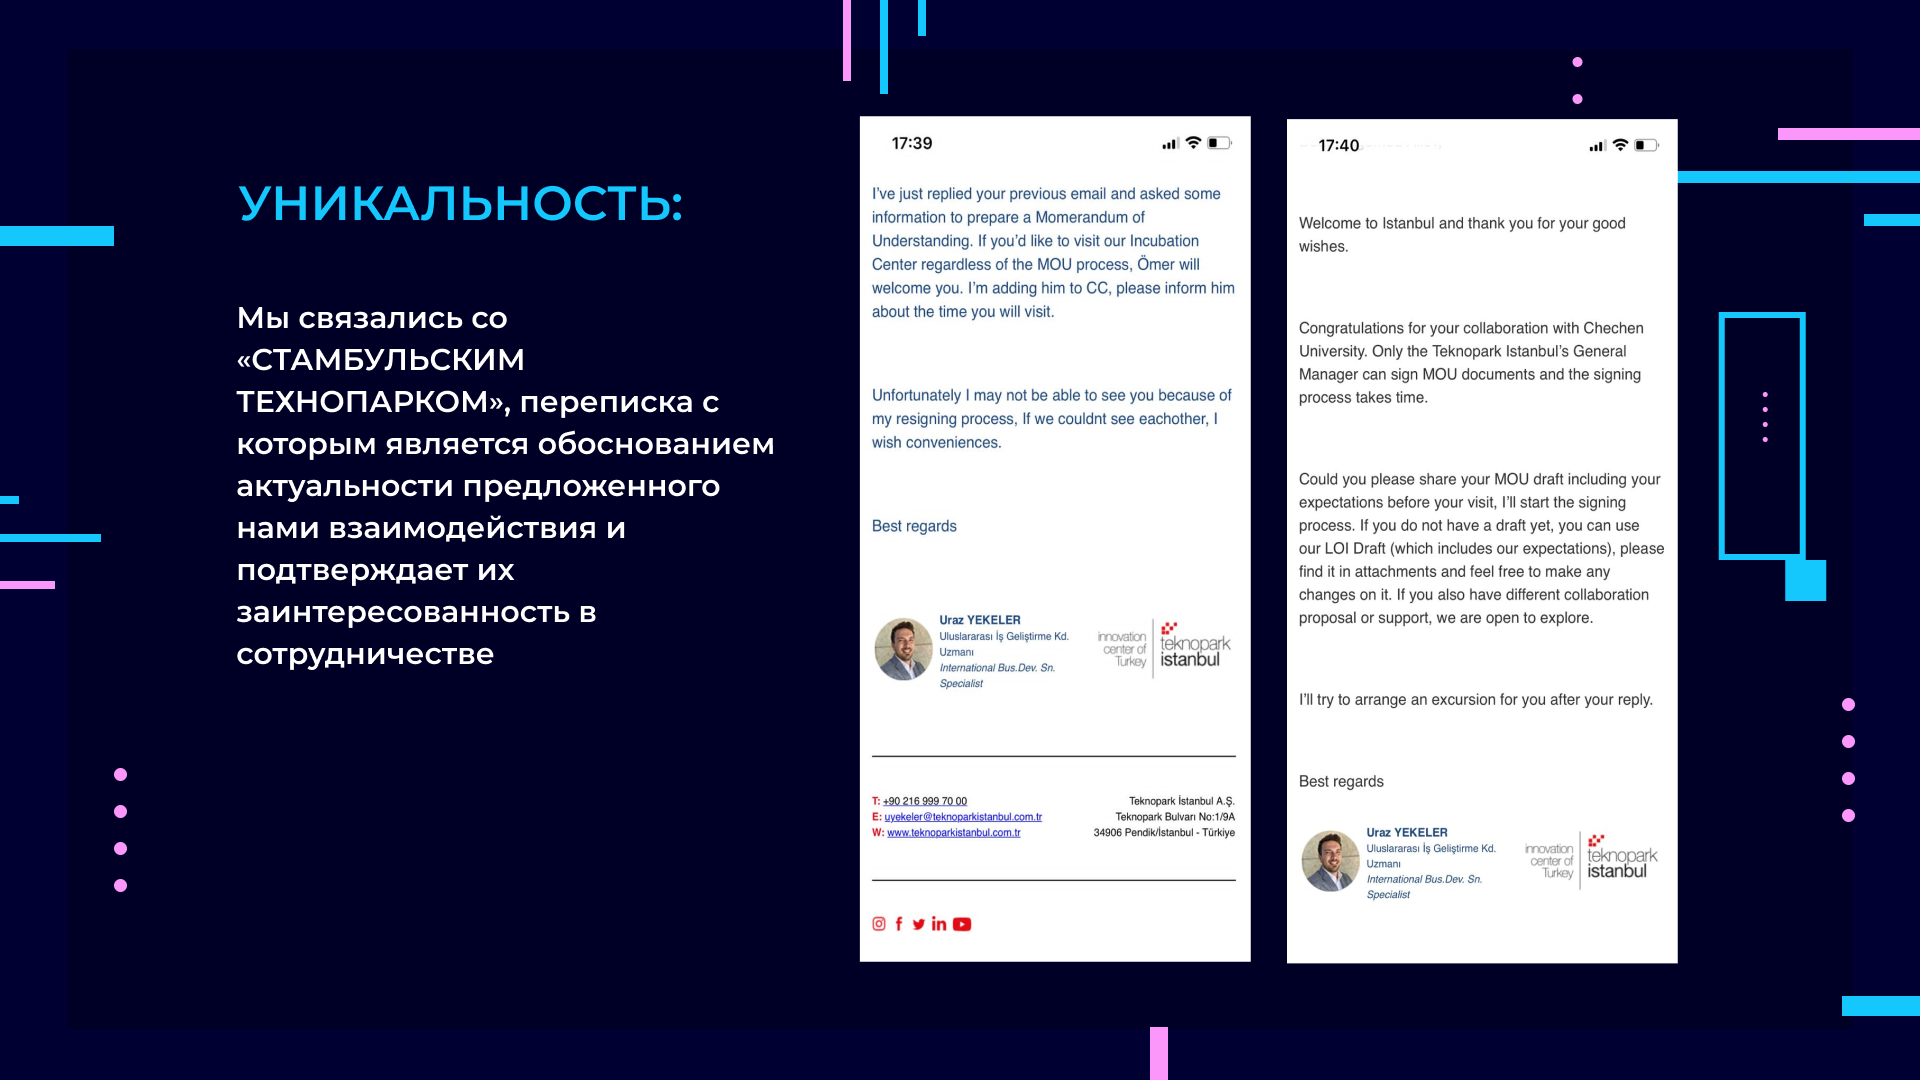 УНИКАЛЬНОСТЬ:
Мы связались со
«СТАМБУЛЬСКИМ
ТЕХНОПАРКОМ», переписка с
которым является обоснованием
актуальности предложенного
нами взаимодействия и
подтверждает их
заинтересованность в
сотрудничестве
17:39
I've just replied your previous email and asked some
information to prepare a Momerandum of
Understanding. If you'd like to visit our Incubation
Center regardless of the MOU process, Ömer will
welcome you. I'm adding him to CC, please inform him
about the time you will visit.
Unfortunately I may not be able to see you because of
my resigning process, If we couldnt see eachother, I
wish conveniences.
Best regards
Uraz YEKELER
Uluslararası İş Geliştirme Kd.
Uzmanı
International Bus.Dev. Sn.
Specialist
innovation
center of
Turkey
teknopark
istanbul
T: +90 216 999 70 00
E: uyekeler@teknoparkistanbul.com.tr
W: www.teknoparkistanbul.com.tr
Teknopark İstanbul A.Ş.
Teknopark Bulvarı No:1/9A
34906 Pendik/İstanbul - Türkiye
17:40
Welcome to Istanbul and thank you for your good
wishes.
Congratulations for your collaboration with Chechen
University. Only the Teknopark Istanbul's General
Manager can sign MOU documents and the signing
process takes time.
Could you please share your MOU draft including your
expectations before your visit, I'll start the signing
process. If you do not have a draft yet, you can use
our LOI Draft (which includes our expectations), please
find it in attachments and feel free to make any
changes on it. If you also have different collaboration
proposal or support, we are open to explore.
I'll try to arrange an excursion for you after your reply.
Best regards
Uraz YEKELER
Uluslararası İş Geliştirme Kd.
Uzmanı
International Bus.Dev. Sn.
Specialist
innovation
center of
Turkey
teknopark
istanbul